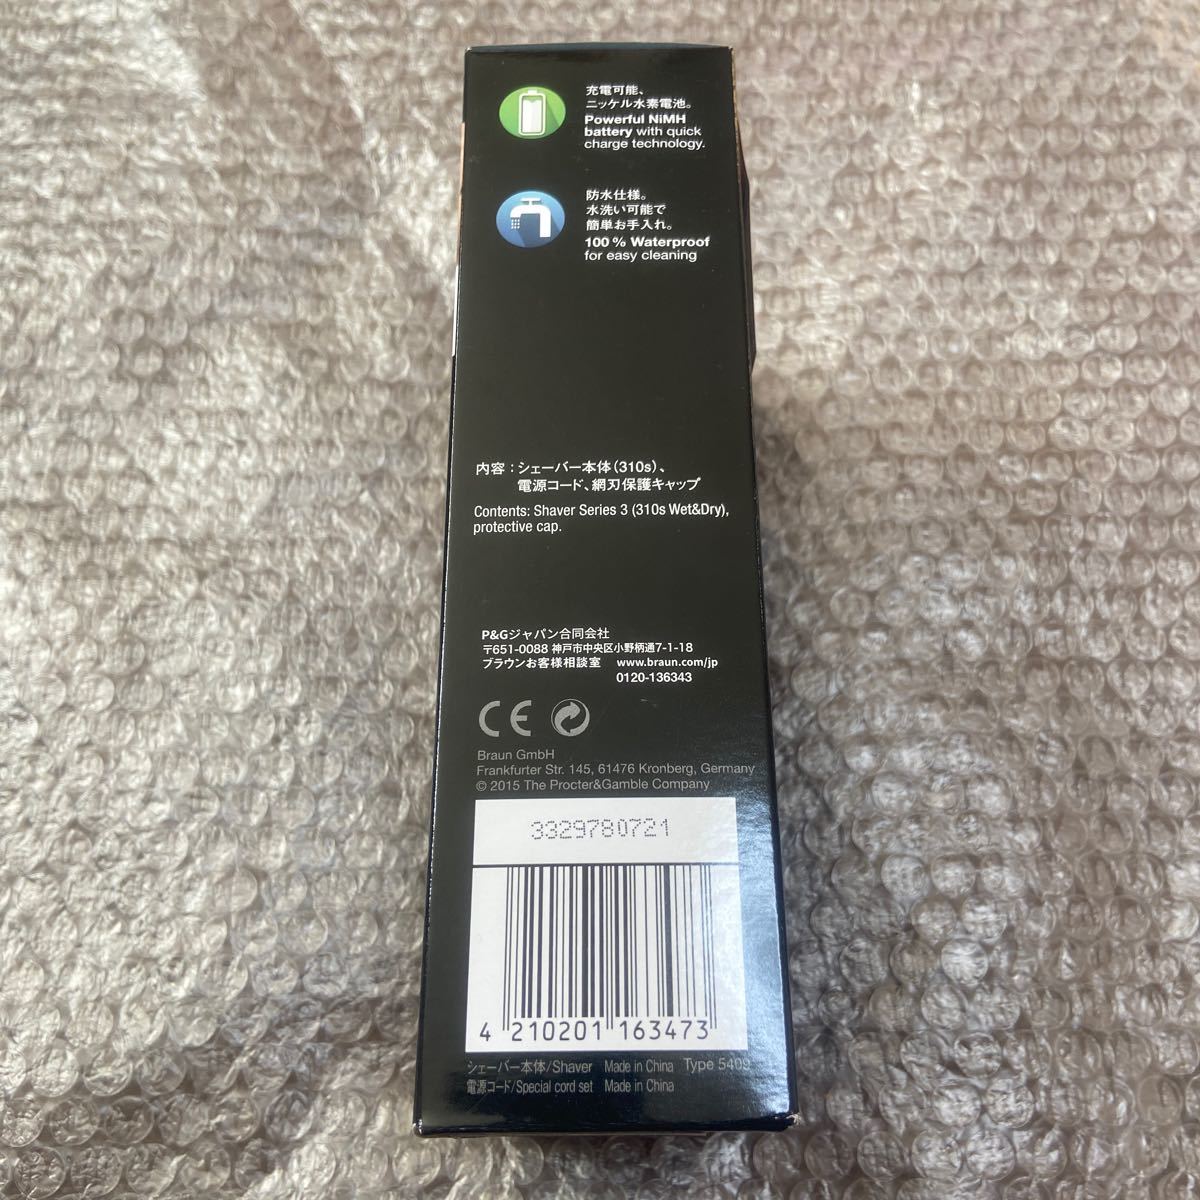 充電可能、
ニッケル水素電池。
Powerful NiMH
battery with quick
charge technology.
防水仕様。
水洗い可能で
簡単お手入れ。
100 % Waterproof
for easy cleaning
内容：シェーバー本体（310s）、
電源コード、網刃保護キャップ
Contents: Shaver Series 3 (310s Wet&Dry),
protective cap.
P&Gジャパン合同会社
〒651-0088 神戸市中央区小野柄通7-1-18
ブラウンお客様相談室 www.braun.com/jp
0120-136343
CE
Braun GmbH
Frankfurter Str. 145, 61476 Kronberg, Germany
© 2015 The Procter&Gamble Company
3329780721
4 210201 163473
シェーバー本体/Shaver Made in China Type 5409
電源コード/Special cord set Made in China